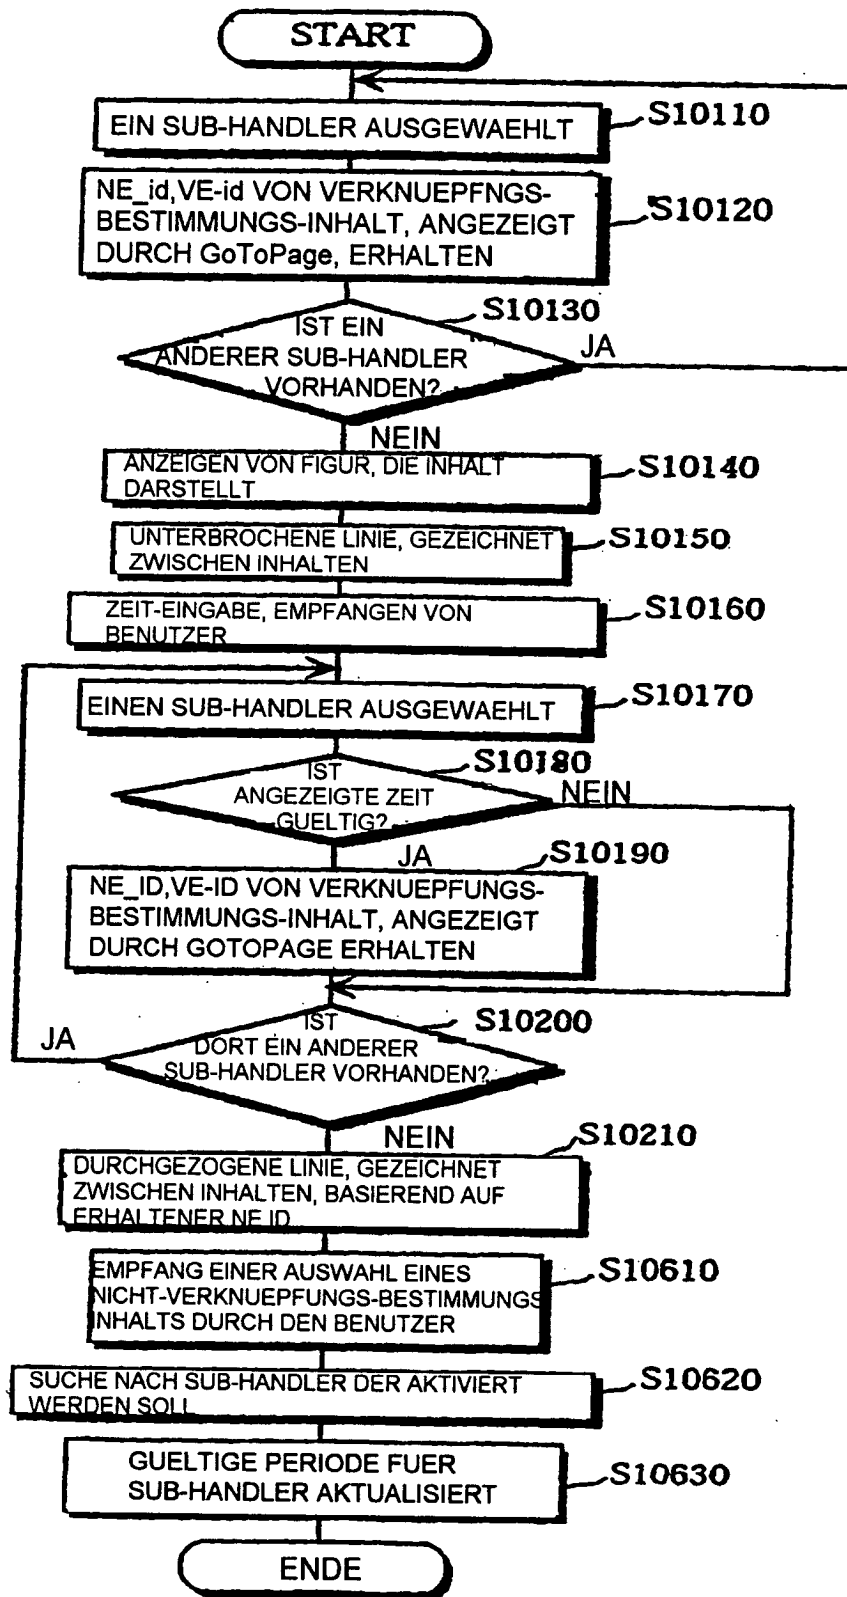 START
EIN SUB-HANDLER AUSGEWAEHLT
S10110
NE_id,VE-id VON VERKNUEPFNGS-
BESTIMMUNGS-INHALT, ANGEZEIGT
DURCH GoToPage, ERHALTEN
S10120
S10130
IST EIN
ANDERER SUB-HANDLER
VORHANDEN?
JA
NEIN
ANZEIGEN VON FIGUR, DIE INHALT
DARSTELLT
S10140
UNTERBROCHENE LINIE, GEZEICHNET
ZWISCHEN INHALTEN
S10150
ZEIT-EINGABE, EMPFANGEN VON
BENUTZER
S10160
EINEN SUB-HANDLER AUSGEWAEHLT
S10170
S10180
IST
ANGEZEIGTE ZEIT
GUELTIG?
NEIN
JA
S10190
NE_ID,VE-ID VON VERKNUEPFUNGS-
BESTIMMUNGS-INHALT, ANGEZEIGT
DURCH GOTOPAGE ERHALTEN
S10200
IST
DORT EIN ANDERER
SUB-HANDLER VORHANDEN?
JA
NEIN
S10210
DURCHGEZOGENE LINIE, GEZEICHNET
ZWISCHEN INHALTEN, BASIEREND AUF
ERHALTENER NE ID
EMPFANG EINER AUSWAHL EINES
NICHT-VERKNUEPFUNGS-BESTIMMUNGS
INHALTS DURCH DEN BENUTZER
S10610
SUCHE NACH SUB-HANDLER DER AKTIVIERT
WERDEN SOLL
S10620
GUELTIGE PERIODE FUER
SUB-HANDLER AKTUALISIERT
S10630
ENDE